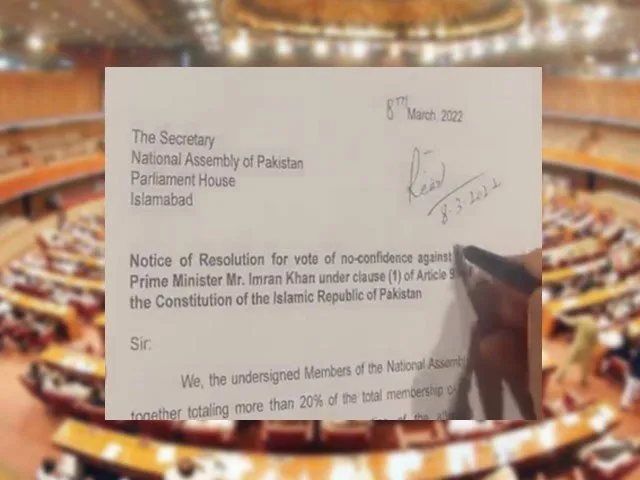 8TH March, 2022
The Secretary
National Assembly of Pakistan
Parliament House
Islamabad
8-3-2022
Notice of Resolution for vote of no-confidence against
Prime Minister Mr. Imran Khan under clause (1) of Article
the Constitution of the Islamic Republic of Pakistan
Sir:
We, the undersigned Members of the National Assembly
together totaling more than 20% of the total membership